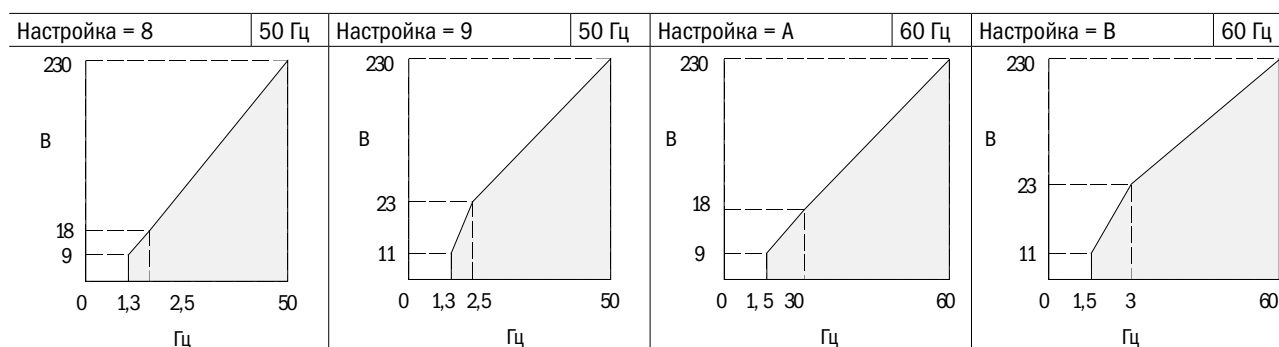 Настройка = 8 50 Гц Настройка = 9 50 Гц Настройка = A 60 Гц Настройка = B 60 Гц
230 230 230 230
В В В В
18 23 18 23
9 11 9 11
0 1,3 2,5 50 0 1,3 2,5 50 0 1, 5 30 60 0 1,5 3 60
Гц Гц Гц Гц